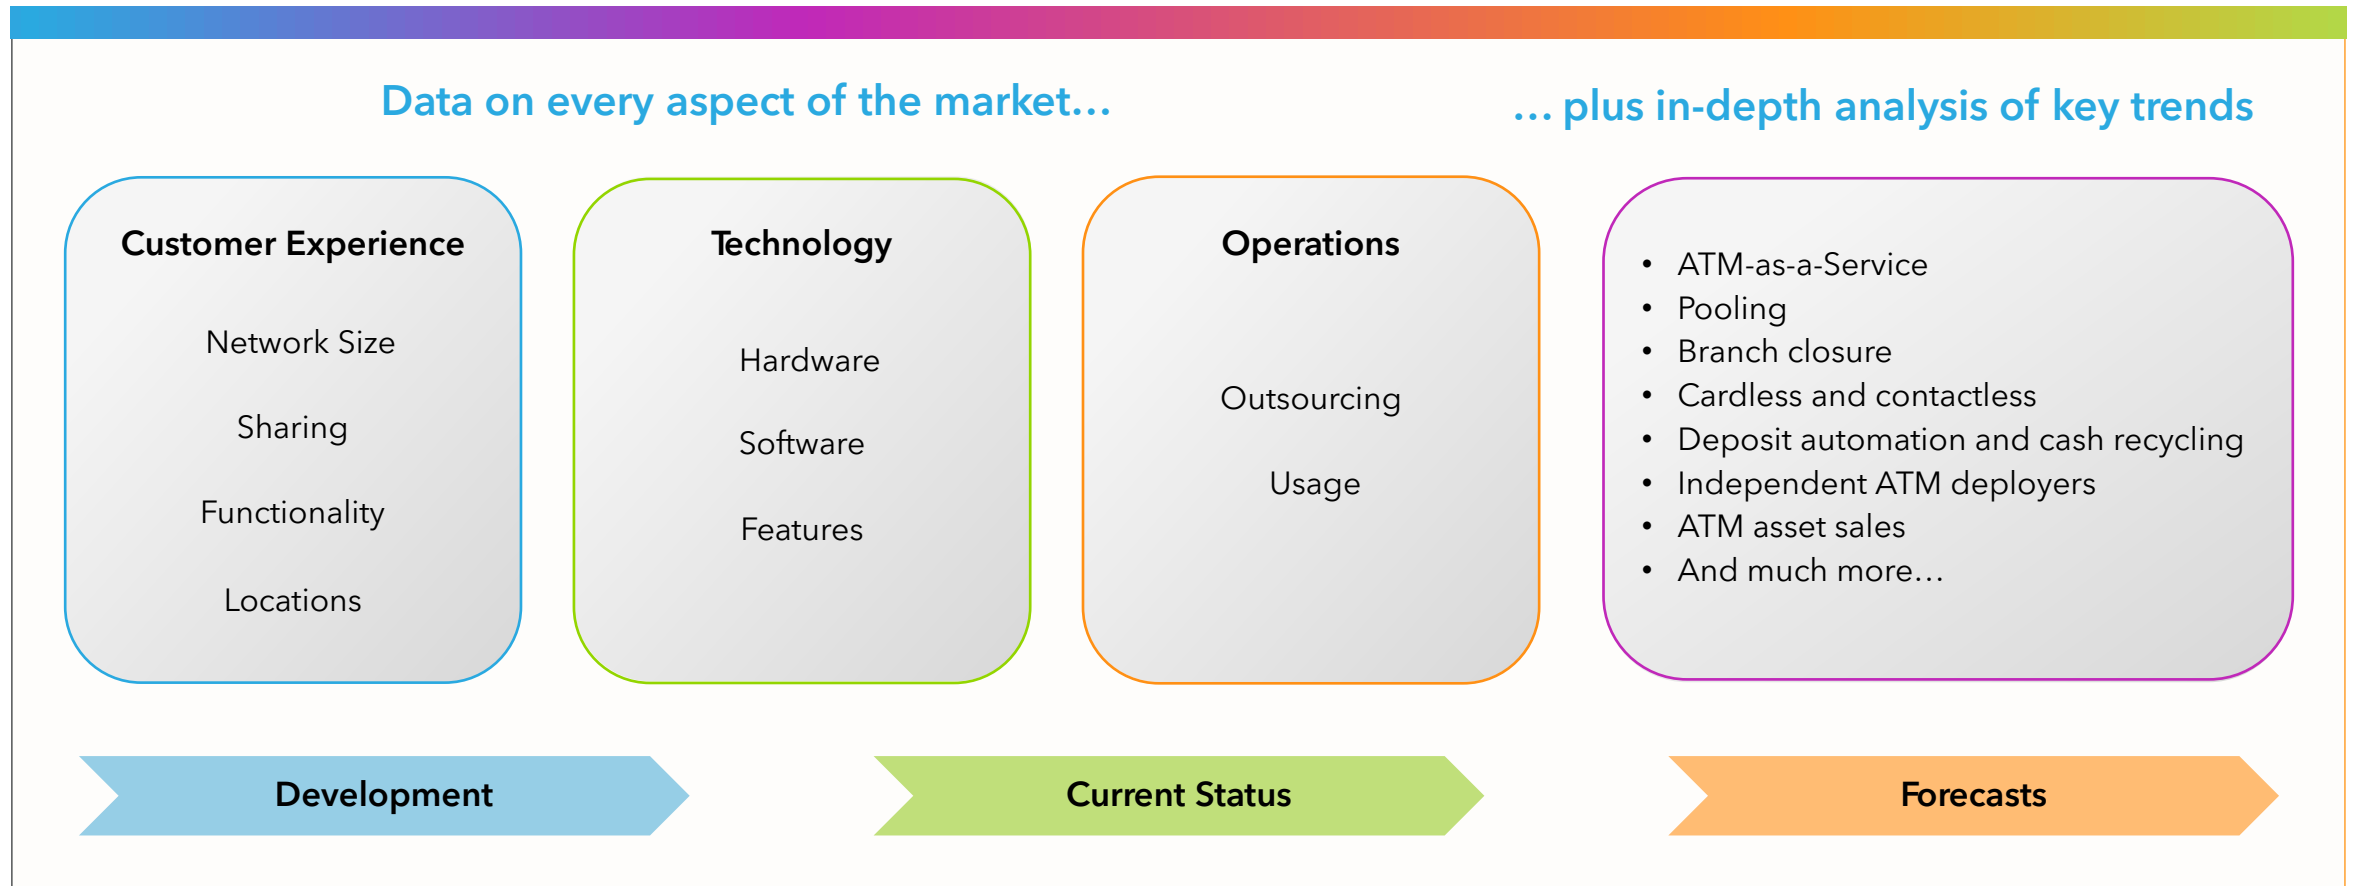 Data on every aspect of the market…
… plus in-depth analysis of key trends
Customer Experience
Network Size
Sharing
Functionality
Locations
Technology
Hardware
Software
Features
Operations
Outsourcing
Usage
• ATM-as-a-Service
• Pooling
• Branch closure
• Cardless and contactless
• Deposit automation and cash recycling
• Independent ATM deployers
• ATM asset sales
• And much more…
Development
Current Status
Forecasts